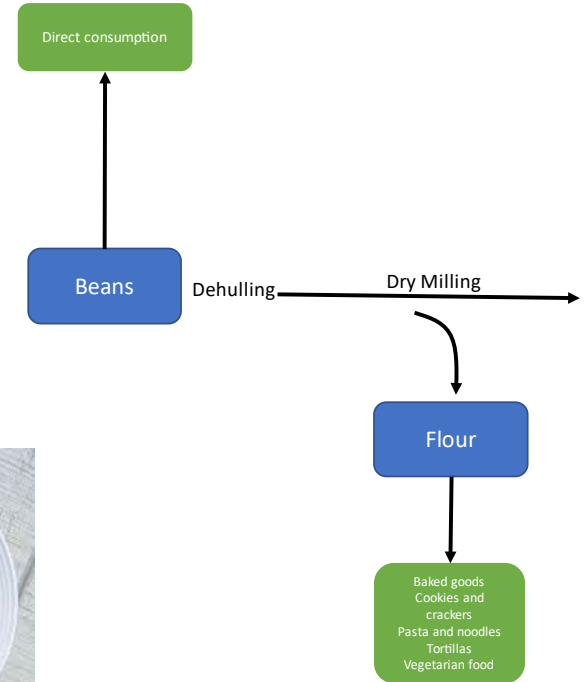 Direct consumption
Beans
Dehulling
Dry Milling
Flour
Baked goods
Cookies and
crackers
Pasta and noodles
Tortillas
Vegetarian food